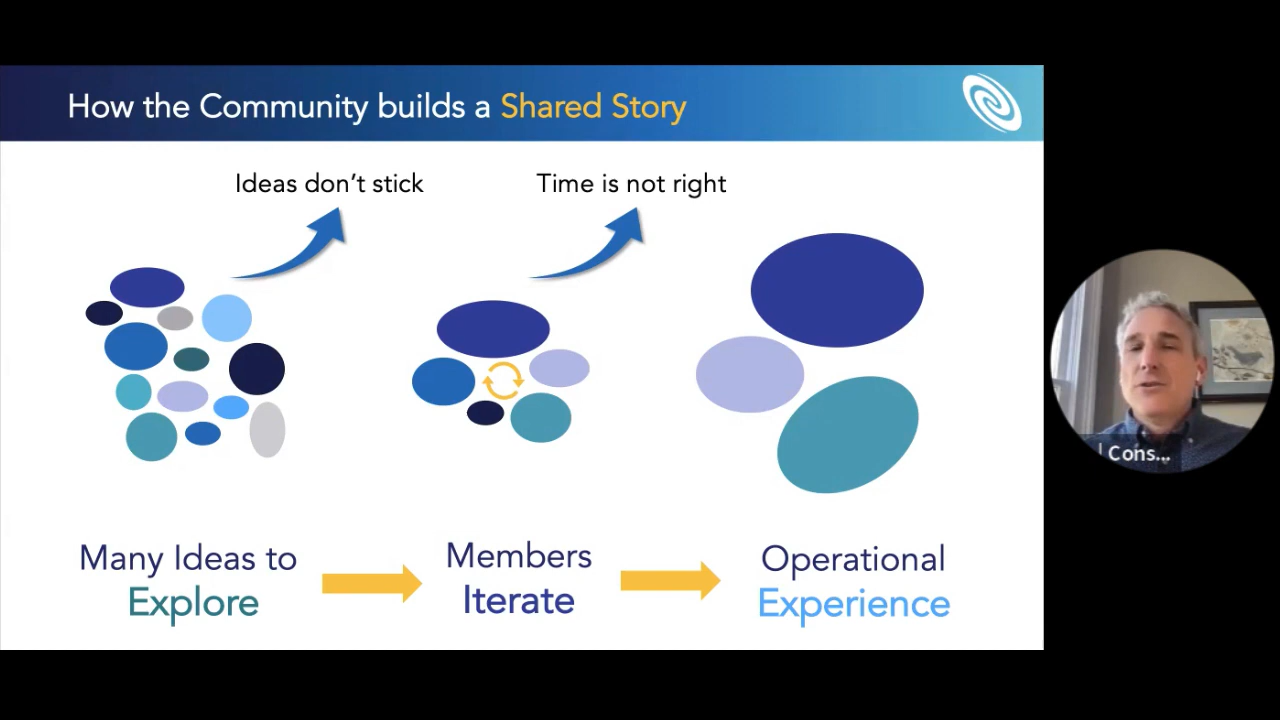 How the Community builds a Shared Story
Ideas don't stick
Time is not right
Many Ideas to
Explore
Members
Iterate
Operational
Experience
Cons...